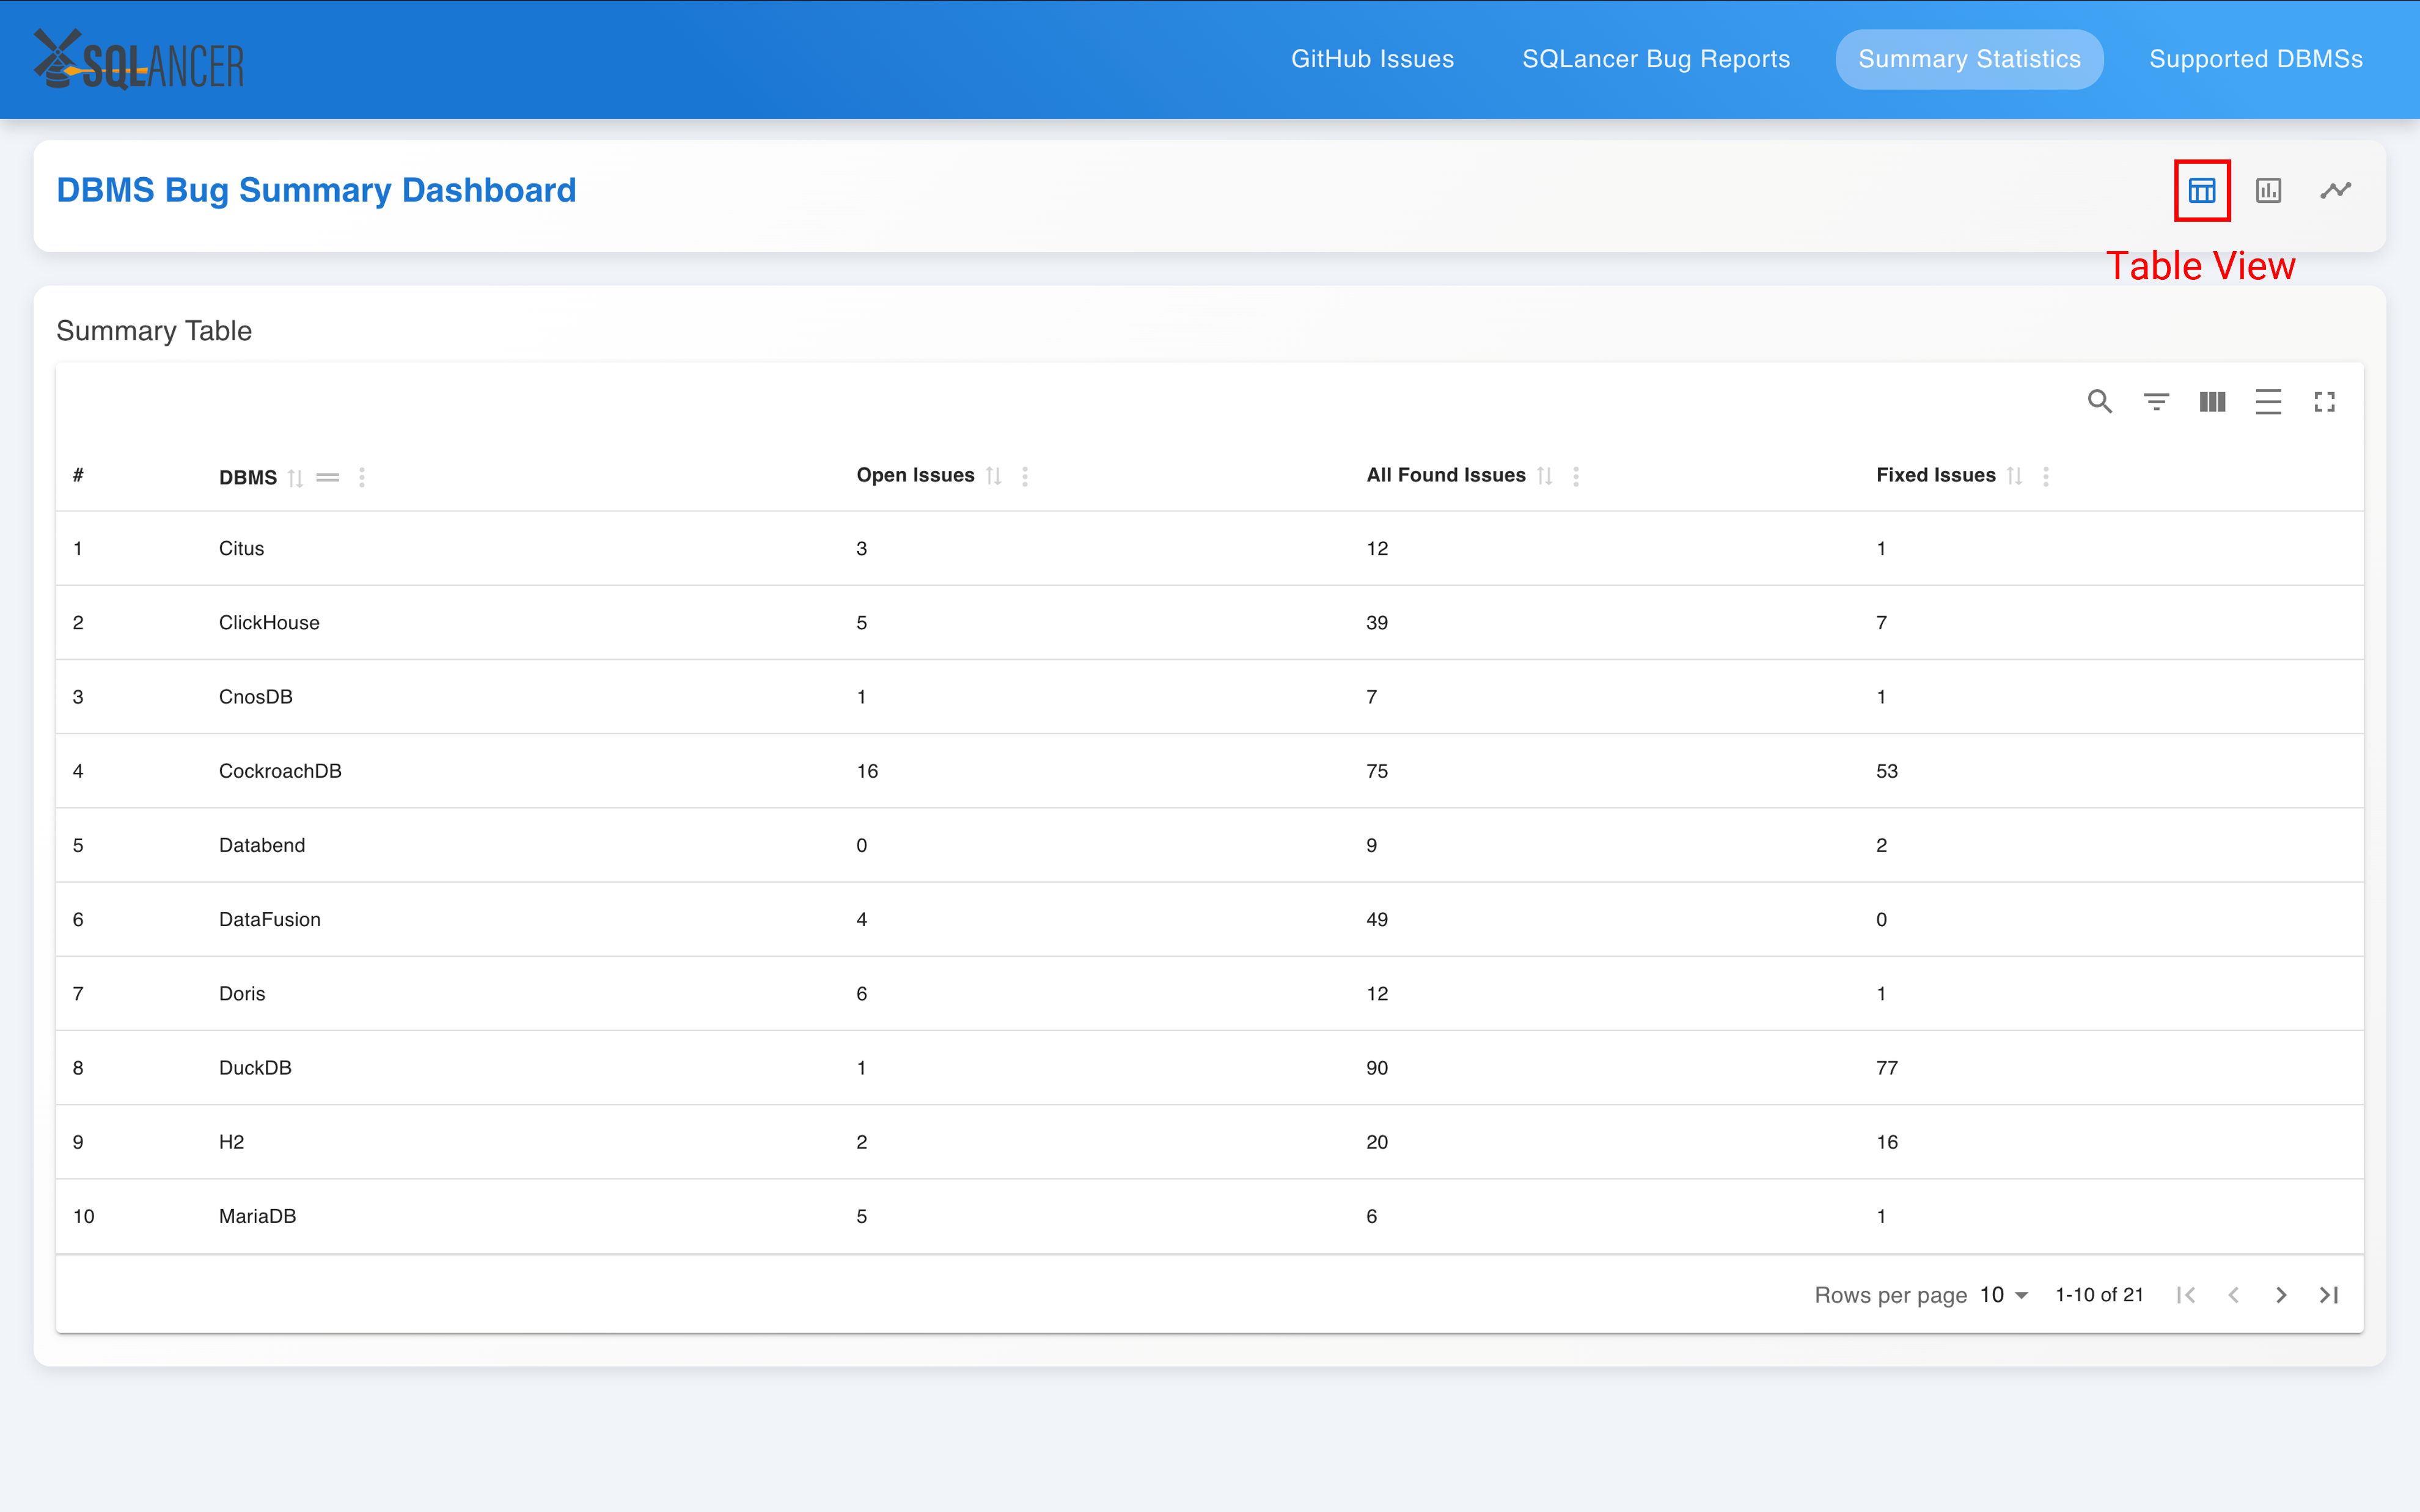 SQLANCER GitHub Issues SQLancer Bug Reports Summary Statistics Supported DBMSs
DBMS Bug Summary Dashboard
Table View
Summary Table
# DBMS Open Issues All Found Issues Fixed Issues
1 Citus 3 12 1
2 ClickHouse 5 39 7
3 CnosDB 1 7 1
4 CockroachDB 16 75 53
5 Databend 0 9 2
6 DataFusion 4 49 0
7 Doris 6 12 1
8 DuckDB 1 90 77
9 H2 2 20 16
10 MariaDB 5 6 1
Rows per page 10 1-10 of 21